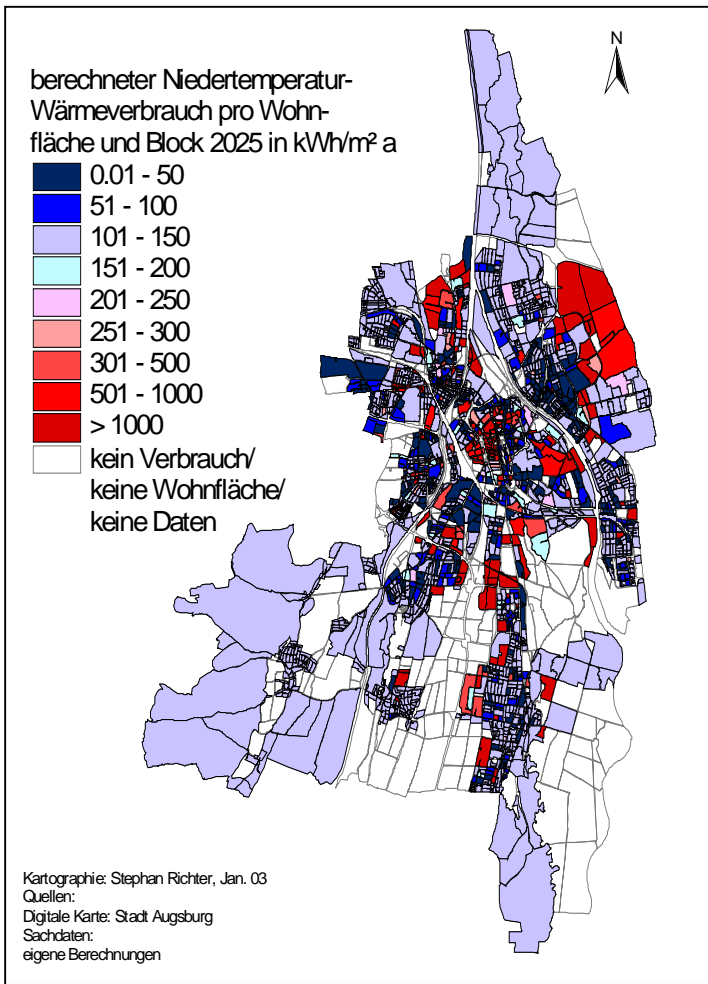 N
berechneter Niedertemperatur-
Wärmeverbrauch pro Wohn-
fläche und Block 2025 in kWh/m² a
0.01 - 50
51 - 100
101 - 150
151 - 200
201 - 250
251 - 300
301 - 500
501 - 1000
> 1000
kein Verbrauch/
keine Wohnfläche/
keine Daten
Kartographie: Stephan Richter, Jan. 03
Quellen:
Digitale Karte: Stadt Augsburg
Sachdaten:
eigene Berechnungen